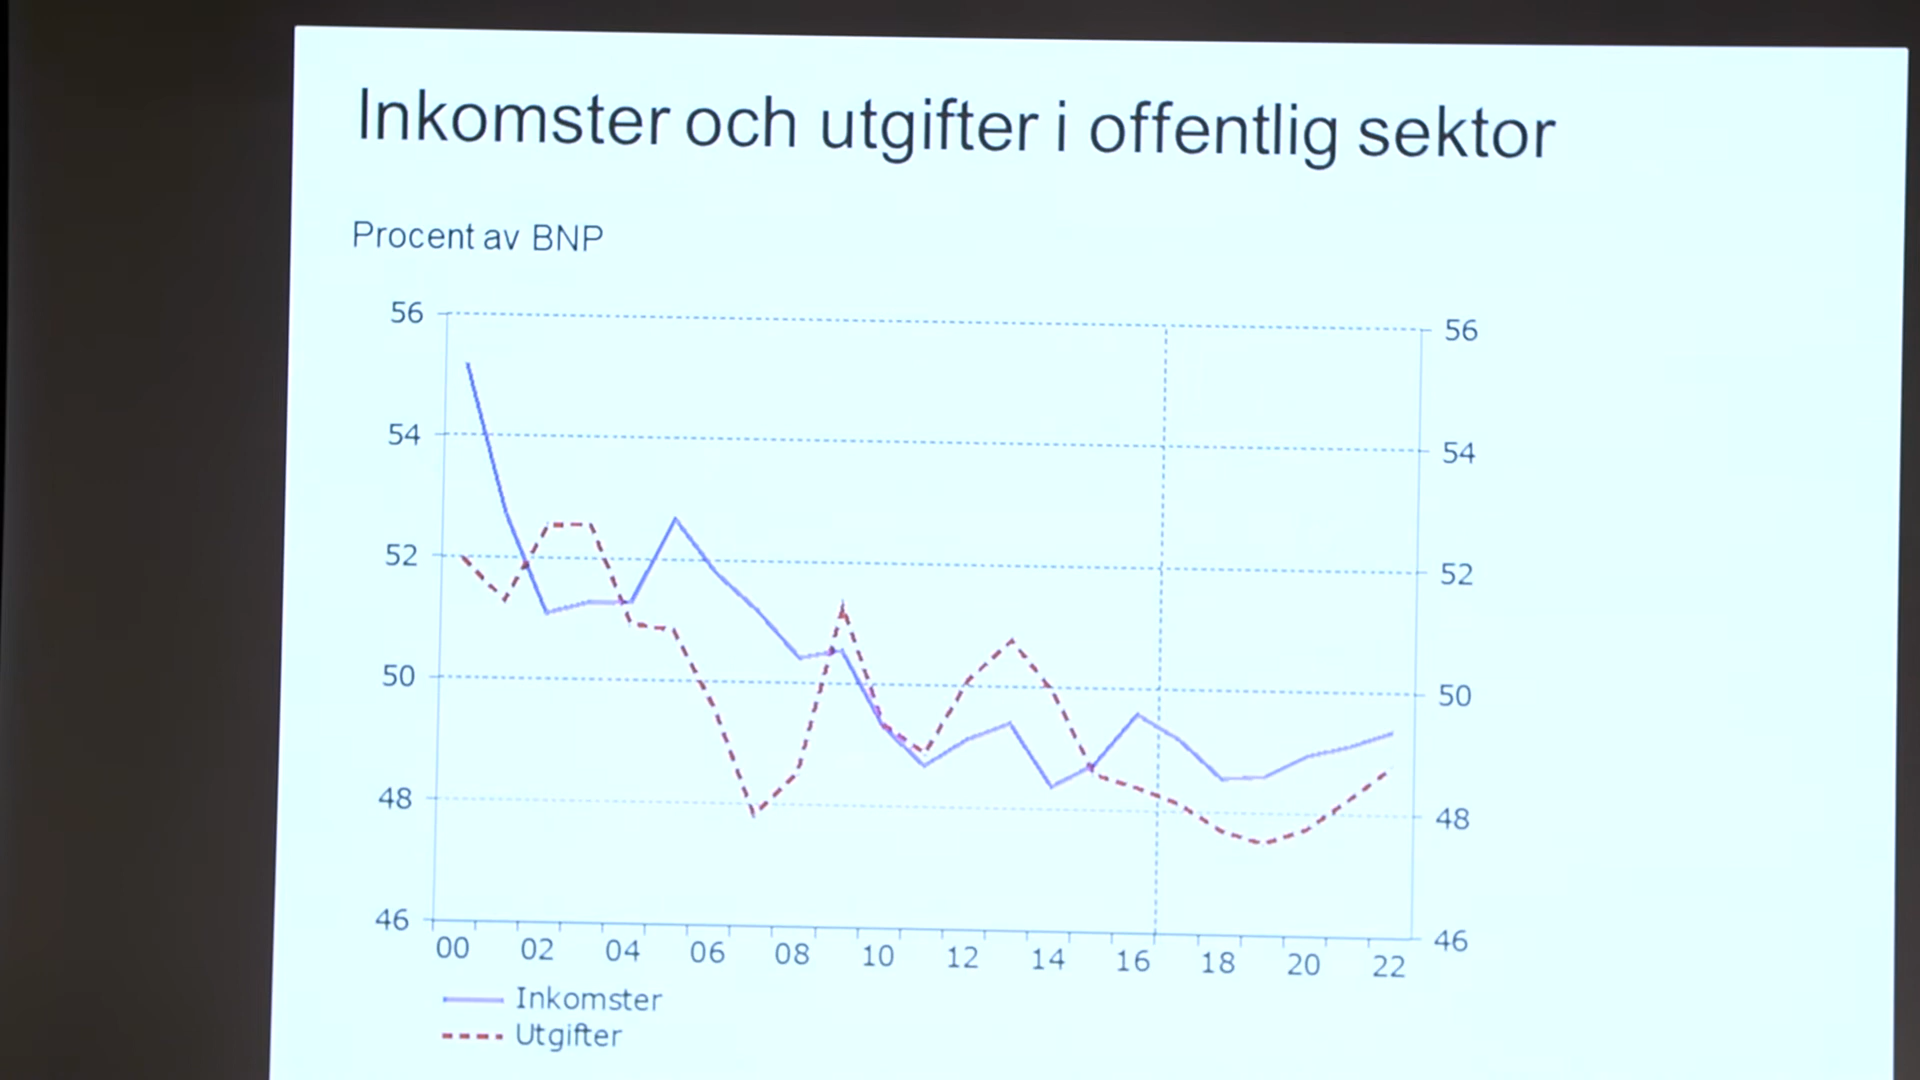 Inkomster och utgifter i offentlig sektor
Procent av BNP
56 56
54 54
52 52
50 50
48 48
46 46
00 02 04 06 08 10 12 14 16 18 20 22
Inkomster
Utgifter